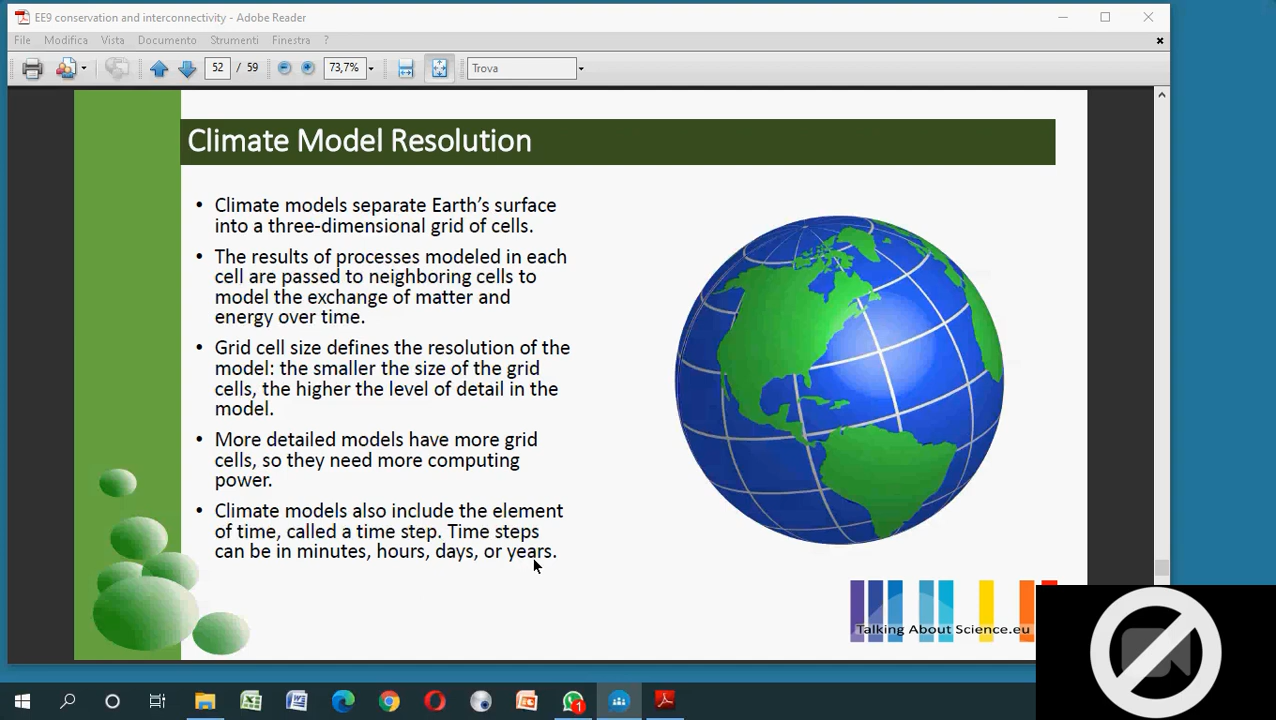 EE9 conservation and interconnectivity - Adobe Reader
File Modifica Vista Documento Strumenti Finestra ?
52 / 59 73,7% Trova
Climate Model Resolution
• Climate models separate Earth’s surface
into a three-dimensional grid of cells.
• The results of processes modeled in each
cell are passed to neighboring cells to
model the exchange of matter and
energy over time.
• Grid cell size defines the resolution of the
model: the smaller the size of the grid
cells, the higher the level of detail in the
model.
• More detailed models have more grid
cells, so they need more computing
power.
• Climate models also include the element
of time, called a time step. Time steps
can be in minutes, hours, days, or years.
Talking About Science.eu
1